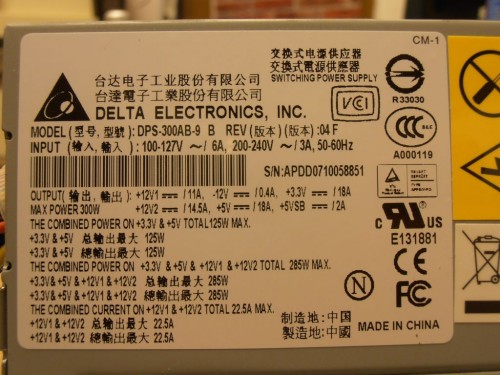 CM-1
台达电子工业股份有限公司
台達電子工業股份有限公司
DELTA ELECTRONICS, INC.
交换式电源供应器
交換式電源供應器
SWITCHING POWER SUPPLY
R33030
VCCI
CCC
A000119
MODEL (型号, 型號) : DPS-300AB-9 B REV (版本) (版本) : 04 F
INPUT (输入, 輸入) : 100-127V ~ / 6A, 200-240V ~ / 3A, 50-60Hz
S/N: APDD0710058851
OUTPUT (输出, 輸出) : +12V1 / 11A, -12V / 0.4A, +3.3V / 18A
MAX POWER 300W +12V2 / 14.5A, +5V / 18A, +5VSB / 2A
THE COMBINED POWER ON +3.3V & +5V TOTAL 125W MAX.
+3.3V & +5V 总输出最大 125W
+3.3V & +5V 總輸出最大 125W
THE COMBINED POWER ON +3.3V & +5V & +12V1 & +12V2 TOTAL 285W MAX.
+3.3V& +5V & +12V1 &+12V2 总输出最大 285W
+3.3V& +5V & +12V1 &+12V2 總輸出最大 285W
THE COMBINED CURRENT ON +12V1 & +12V2 TOTAL 22.5A MAX.
+12V1 & +12V2 总输出最大 22.5A
+12V1 & +12V2 總輸出最大 22.5A
c UL US
E131881
CE
N
FC
制造地: 中国
製造地: 中國
MADE IN CHINA